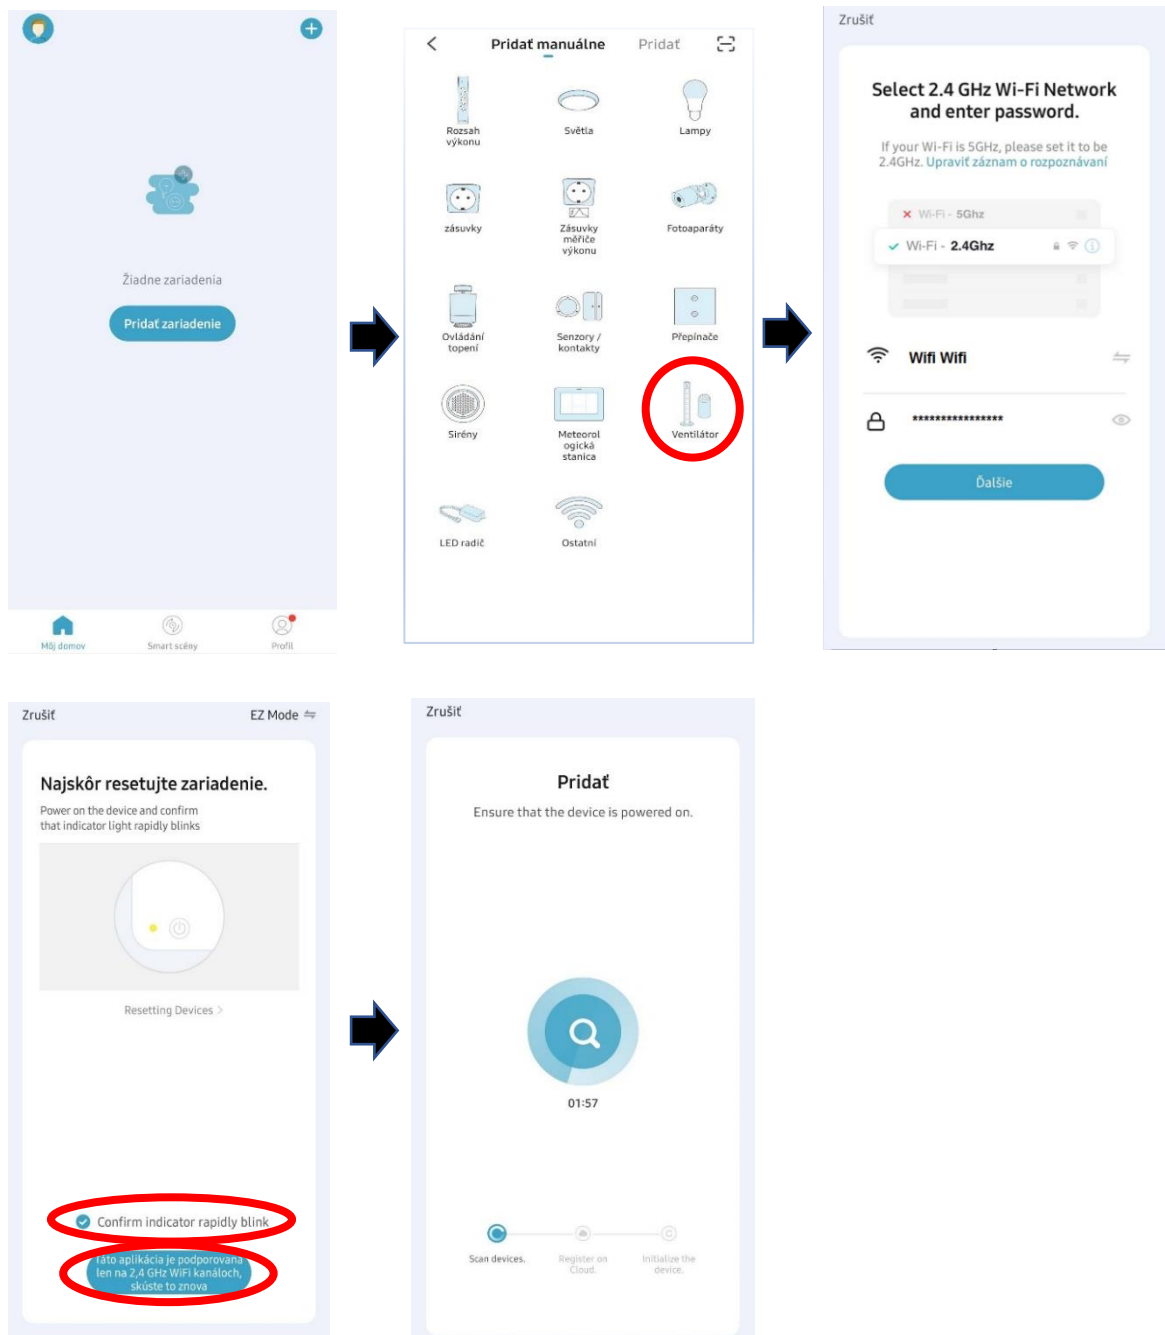 Žiadne zariadenia
Pridať zariadenie
Môj domov
Smart scény
Profil
Pridať manuálne
Pridať
Rozsah
výkonu
Světla
Lampy
zásuvky
Zásuvky
měřiče
výkonu
Fotoaparáty
Ovládání
topení
Senzory /
kontakty
Přepínače
Sirény
Meteorol
ogická
stanica
Ventilátor
LED radič
Ostatní
Zrušiť
Select 2.4 GHz Wi-Fi Network
and enter password.
If your Wi-Fi is 5GHz, please set it to be
2.4GHz. Upraviť záznam o rozpoznávaní
Wi-Fi - 5Ghz
Wi-Fi - 2.4Ghz
Wifi Wifi
****************
Ďalšie
Zrušiť
EZ Mode
Najskôr resetujte zariadenie.
Power on the device and confirm
that indicator light rapidly blinks
Resetting Devices >
Confirm indicator rapidly blink
Táto aplikácia je podporovaná
len na 2,4 GHz WiFi kanáloch,
skúste to znova
Zrušiť
Pridať
Ensure that the device is powered on.
01:57
Scan devices.
Register on
Cloud.
Initialize the
device.